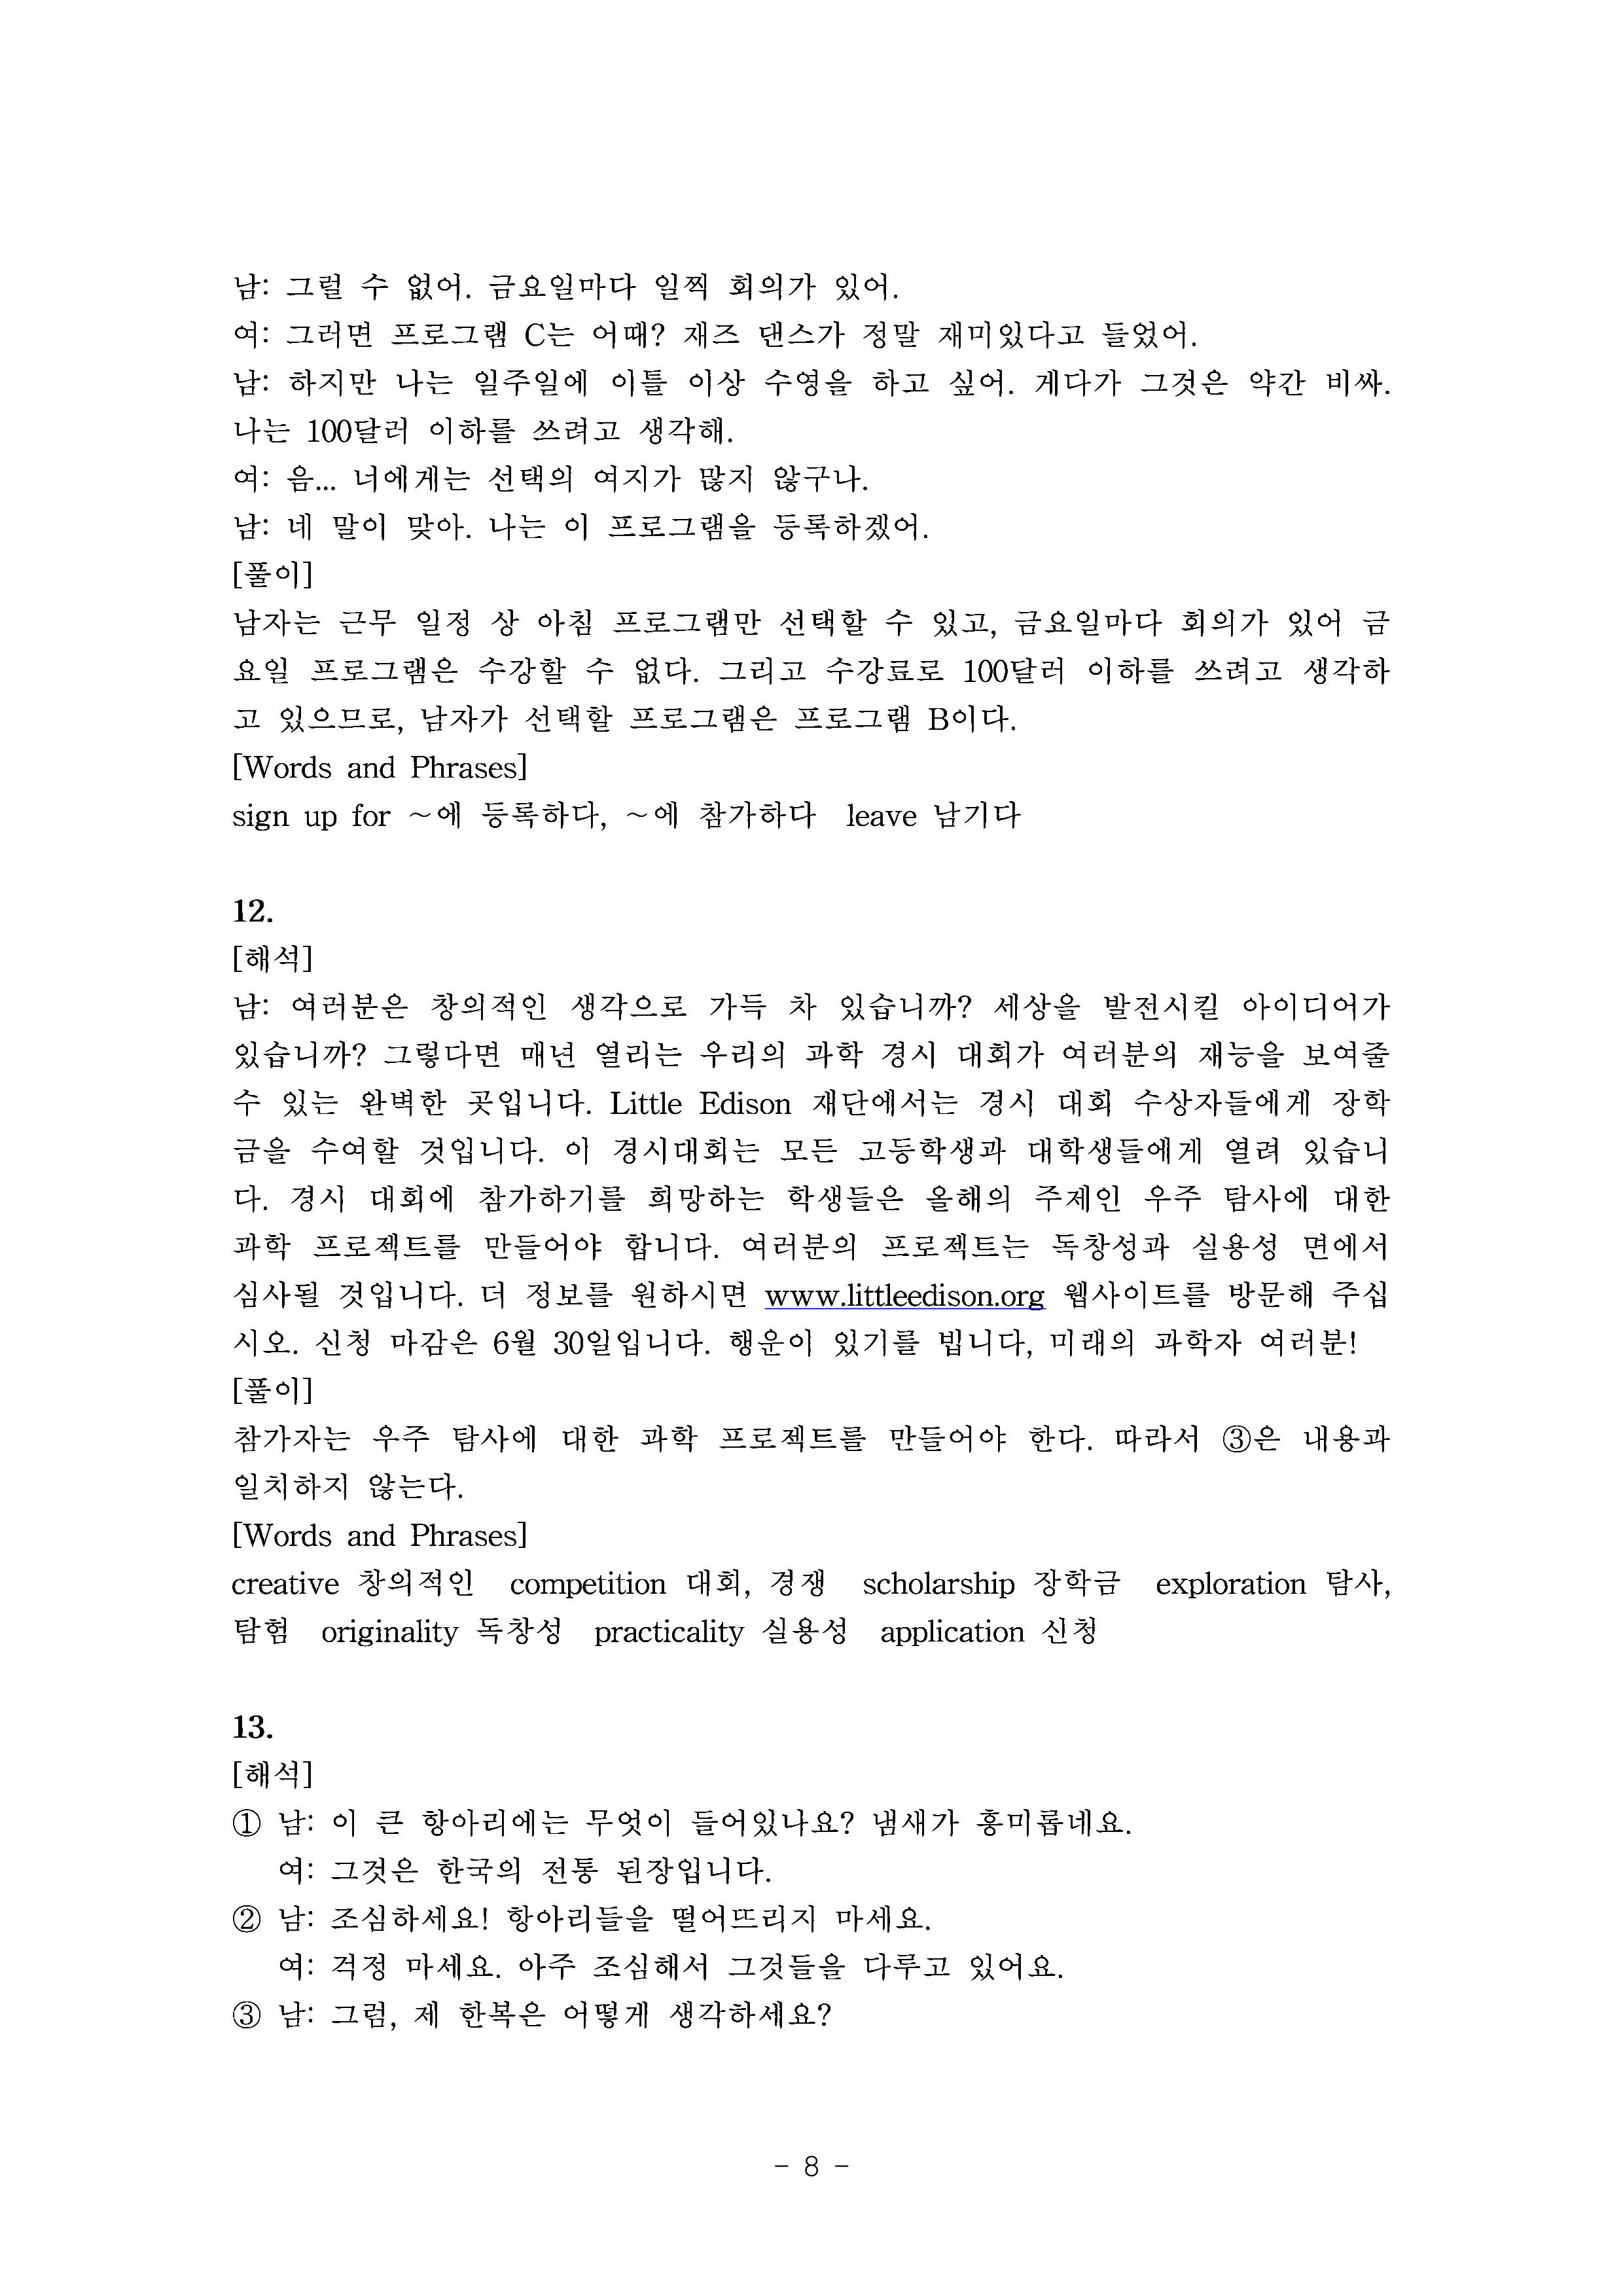 남: 그럴 수 없어. 금요일마다 일찍 회의가 있어.
여: 그러면 프로그램 C는 어때? 재즈 댄스가 정말 재미있다고 들었어.
남: 하지만 나는 일주일에 이틀 이상 수영을 하고 싶어. 게다가 그것은 약간 비싸.
나는 100달러 이하를 쓰려고 생각해.
여: 음... 너에게는 선택의 여지가 많지 않구나.
남: 네 말이 맞아. 나는 이 프로그램을 등록하겠어.
[풀이]
남자는 근무 일정 상 아침 프로그램만 선택할 수 있고, 금요일마다 회의가 있어 금
요일 프로그램은 수강할 수 없다. 그리고 수강료로 100달러 이하를 쓰려고 생각하
고 있으므로, 남자가 선택할 프로그램은 프로그램 B이다.
[Words and Phrases]
sign up for ~에 등록하다, ~에 참가하다 leave 남기다
12.
[해석]
남: 여러분은 창의적인 생각으로 가득 차 있습니까? 세상을 발전시킬 아이디어가
있습니까? 그렇다면 매년 열리는 우리의 과학 경시 대회가 여러분의 재능을 보여줄
수 있는 완벽한 곳입니다. Little Edison 재단에서는 경시 대회 수상자들에게 장학
금을 수여할 것입니다. 이 경시대회는 모든 고등학생과 대학생들에게 열려 있습니
다. 경시 대회에 참가하기를 희망하는 학생들은 올해의 주제인 우주 탐사에 대한
과학 프로젝트를 만들어야 합니다. 여러분의 프로젝트는 독창성과 실용성 면에서
심사될 것입니다. 더 정보를 원하시면 www.littleedison.org 웹사이트를 방문해 주십
시오. 신청 마감은 6월 30일입니다. 행운이 있기를 빕니다, 미래의 과학자 여러분!
[풀이]
참가자는 우주 탐사에 대한 과학 프로젝트를 만들어야 한다. 따라서 ③은 내용과
일치하지 않는다.
[Words and Phrases]
creative 창의적인 competition 대회, 경쟁 scholarship 장학금 exploration 탐사,
탐험 originality 독창성 practicality 실용성 application 신청
13.
[해석]
① 남: 이 큰 항아리에는 무엇이 들어있나요? 냄새가 흥미롭네요.
여: 그것은 한국의 전통 된장입니다.
② 남: 조심하세요! 항아리들을 떨어뜨리지 마세요.
여: 걱정 마세요. 아주 조심해서 그것들을 다루고 있어요.
③ 남: 그럼, 제 한복은 어떻게 생각하세요?
- 8 -